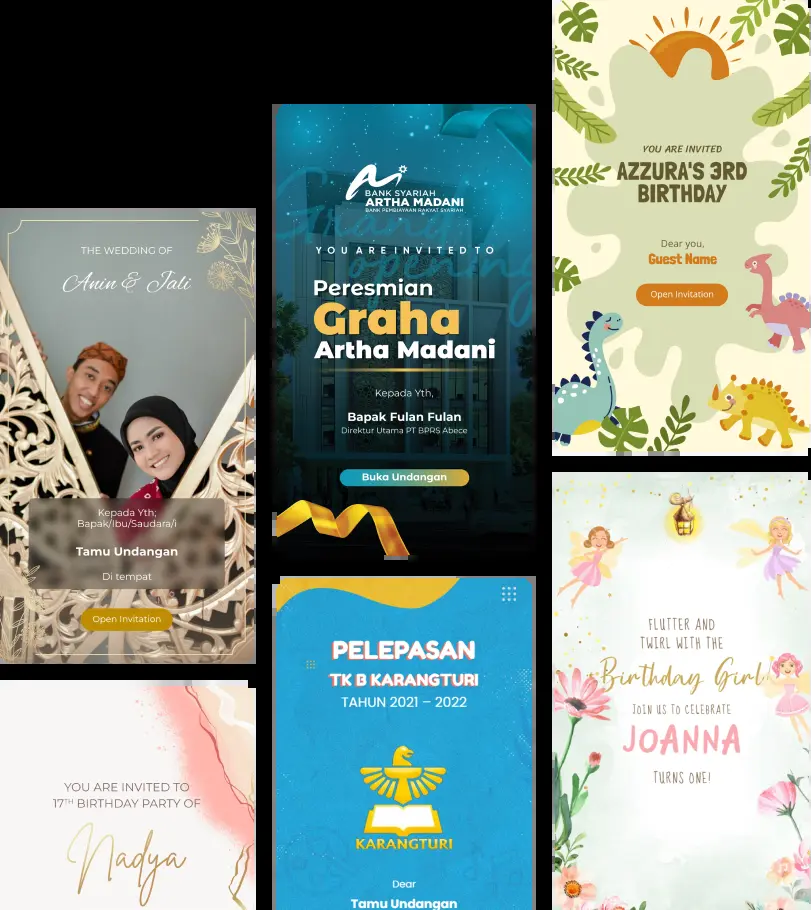 THE WEDDING OF
Anin & Jali
Kepada Yth;
Bapak/Ibu/Saudara/i
Tamu Undangan
Di tempat
Open Invitation
YOU ARE INVITED TO
17TH BIRTHDAY PARTY OF
Nadya
BANK SYARIAH
ARTHA MADANI
BANK PEMBIAYAAN RAKYAT SYARIAH
Grand
opening
YOU ARE INVITED TO
Peresmian
Graha
Artha Madani
Kepada Yth,
Bapak Fulan Fulan
Direktur Utama PT BPRS Abece
Buka Undangan
PELEPASAN
TK B KARANGTURI
TAHUN 2021 – 2022
KARANGTURI
Dear
Tamu Undangan
YOU ARE INVITED
AZZURA'S 3RD
BIRTHDAY
Dear you,
Guest Name
Open Invitation
FLUTTER AND
TWIRL WITH THE
Birthday Girl
JOIN US TO CELEBRATE
JOANNA
TURNS ONE!